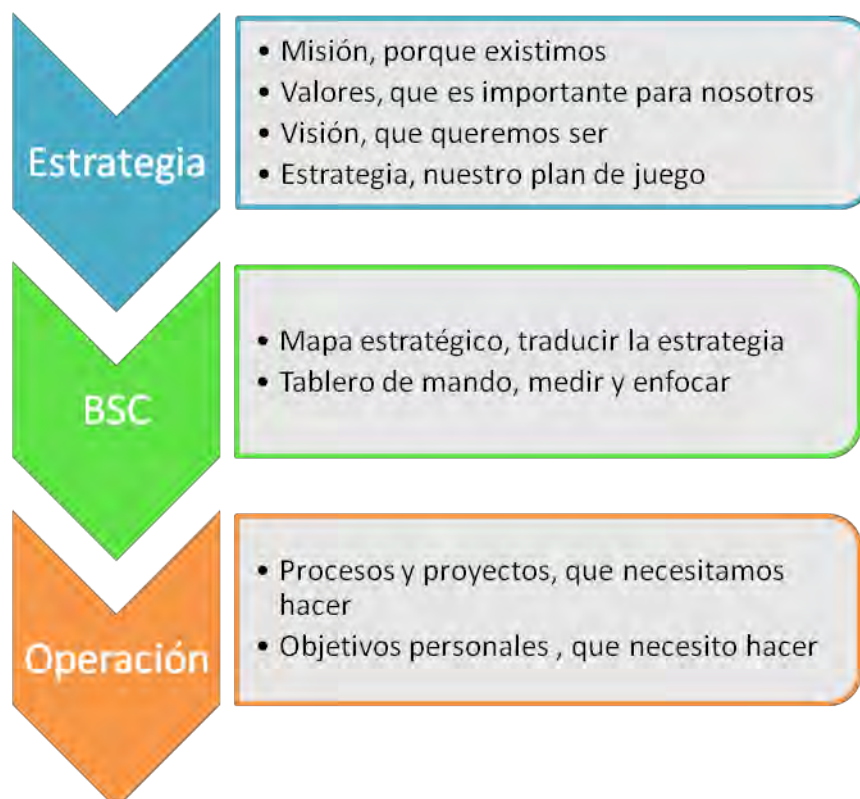 Estrategia
• Misión, porque existimos
• Valores, que es importante para nosotros
• Visión, que queremos ser
• Estrategia, nuestro plan de juego
BSC
• Mapa estratégico, traducir la estrategia
• Tablero de mando, medir y enfocar
Operación
• Procesos y proyectos, que necesitamos
hacer
• Objetivos personales , que necesito hacer